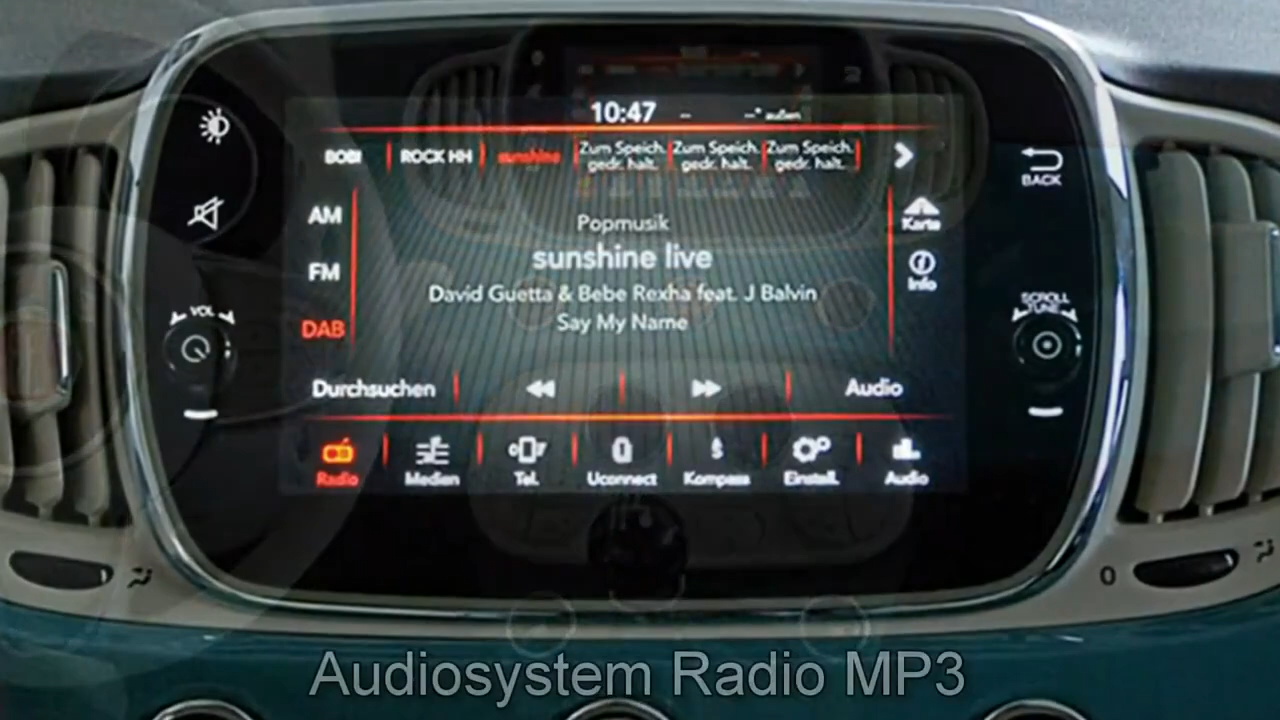 10:47 -- --° außen
BOB! ROCK HH sunshine Zum Speich. gedr. halt. Zum Speich. gedr. halt. Zum Speich. gedr. halt.
BACK
AM
Popmusik
Karte
sunshine live
FM
Info
David Guetta & Bebe Rexha feat. J Balvin
VOL
SCROLL
TUNE
DAB
Say My Name
Durchsuchen Audio
Radio Medien Tel. Uconnect Kompass Einstell. Audio
0
Audiosystem Radio MP3